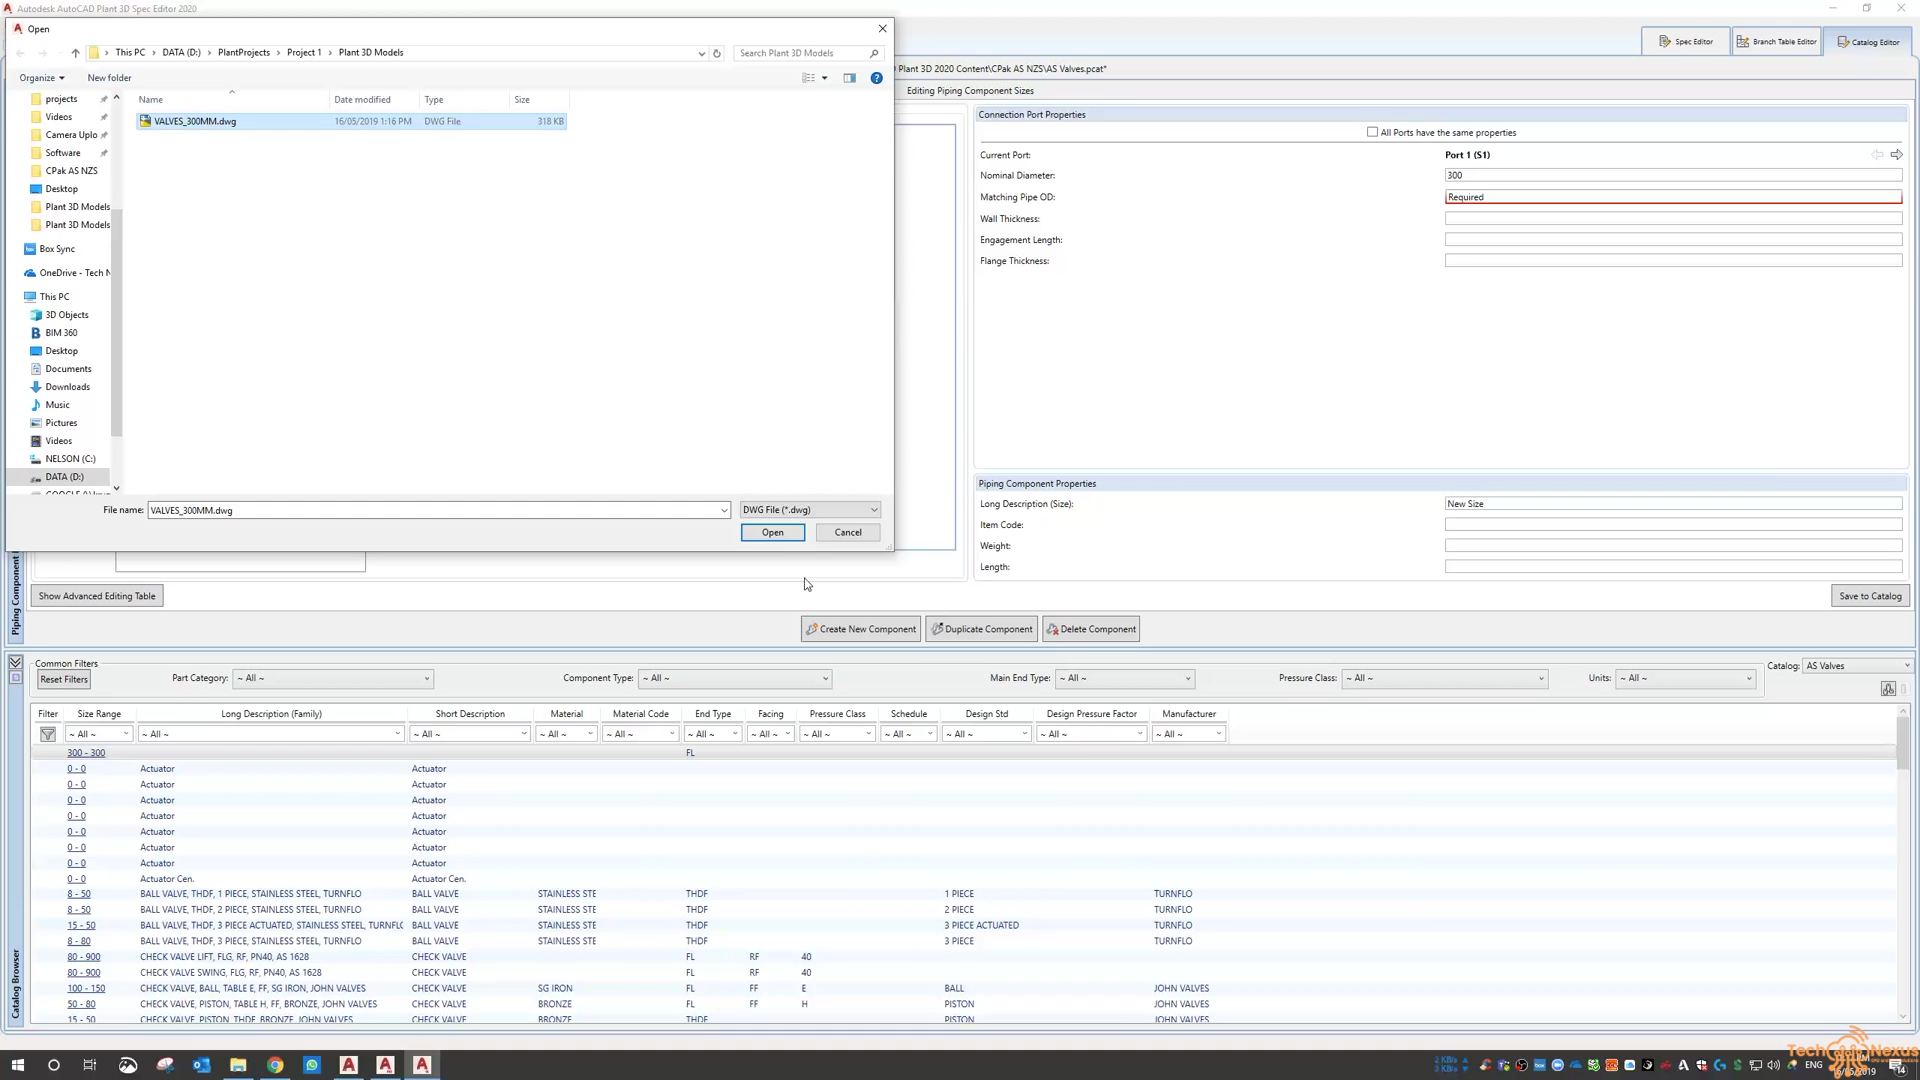 Autodesk AutoCAD Plant 3D Spec Editor 2020
Open
This PC > DATA (D:) > PlantProjects > Project 1 > Plant 3D Models
Search Plant 3D Models
Organize
New folder
Spec Editor
Branch Table Editor
Catalog Editor
Plant 3D 2020 Content\CPak AS NZS\AS Valves.pcat*
Editing Piping Component Sizes
projects
Videos
Camera Uplo
Software
CPak AS NZS
Desktop
Plant 3D Models
Plant 3D Models
Box Sync
OneDrive - Tech N
This PC
3D Objects
BIM 360
Desktop
Documents
Downloads
Music
Pictures
Videos
NELSON (C:)
DATA (D:)
Name Date modified Type Size
VALVES_300MM.dwg 16/05/2019 1:16 PM DWG File 318 KB
File name: VALVES_300MM.dwg DWG File (*.dwg)
Open Cancel
Connection Port Properties
All Ports have the same properties
Current Port: Port 1 (S1)
Nominal Diameter: 300
Matching Pipe OD: Required
Wall Thickness:
Engagement Length:
Flange Thickness:
Piping Component Properties
Long Description (Size): New Size
Item Code:
Weight:
Length:
Piping Component
Show Advanced Editing Table
Save to Catalog
Create New Component Duplicate Component Delete Component
Common Filters
Reset Filters Part Category: ~ All ~ Component Type: ~ All ~ Main End Type: ~ All ~ Pressure Class: ~ All ~ Units: ~ All ~
Catalog: AS Valves
Filter Size Range Long Description (Family) Short Description Material Material Code End Type Facing Pressure Class Schedule Design Std Design Pressure Factor Manufacturer
~ All ~ ~ All ~ ~ All ~ ~ All ~ ~ All ~ ~ All ~ ~ All ~ ~ All ~ ~ All ~ ~ All ~ ~ All ~ ~ All ~
300 - 300 FL
0 - 0 Actuator Actuator
0 - 0 Actuator Actuator
0 - 0 Actuator Actuator
0 - 0 Actuator Actuator
0 - 0 Actuator Actuator
0 - 0 Actuator Actuator
0 - 0 Actuator Actuator
0 - 0 Actuator Cen. Actuator Cen.
8 - 50 BALL VALVE, THDF, 1 PIECE, STAINLESS STEEL, TURNFLO BALL VALVE STAINLESS STE THDF 1 PIECE TURNFLO
8 - 50 BALL VALVE, THDF, 2 PIECE, STAINLESS STEEL, TURNFLO BALL VALVE STAINLESS STE THDF 2 PIECE TURNFLO
15 - 50 BALL VALVE, THDF, 3 PIECE ACTUATED, STAINLESS STEEL, TURNFLO BALL VALVE STAINLESS STE THDF 3 PIECE ACTUATED TURNFLO
8 - 80 BALL VALVE, THDF, 3 PIECE, STAINLESS STEEL, TURNFLO BALL VALVE STAINLESS STE THDF 3 PIECE TURNFLO
80 - 900 CHECK VALVE LIFT, FLG, RF, PN40, AS 1628 CHECK VALVE FL RF 40
80 - 900 CHECK VALVE SWING, FLG, RF, PN40, AS 1628 CHECK VALVE FL RF 40
100 - 150 CHECK VALVE, BALL, TABLE E, FF, SG IRON, JOHN VALVES CHECK VALVE SG IRON FL FF E BALL JOHN VALVES
50 - 80 CHECK VALVE, PISTON, TABLE H, FF, BRONZE, JOHN VALVES CHECK VALVE BRONZE FL FF H PISTON JOHN VALVES
15 - 50 CHECK VALVE, PISTON, THDF, BRONZE, JOHN VALVES CHECK VALVE BRONZE THDF PISTON JOHN VALVES
Catalog Browser
2 KB/s
3 KB/s
ENG
16/05/2019
14
Tech Nexus